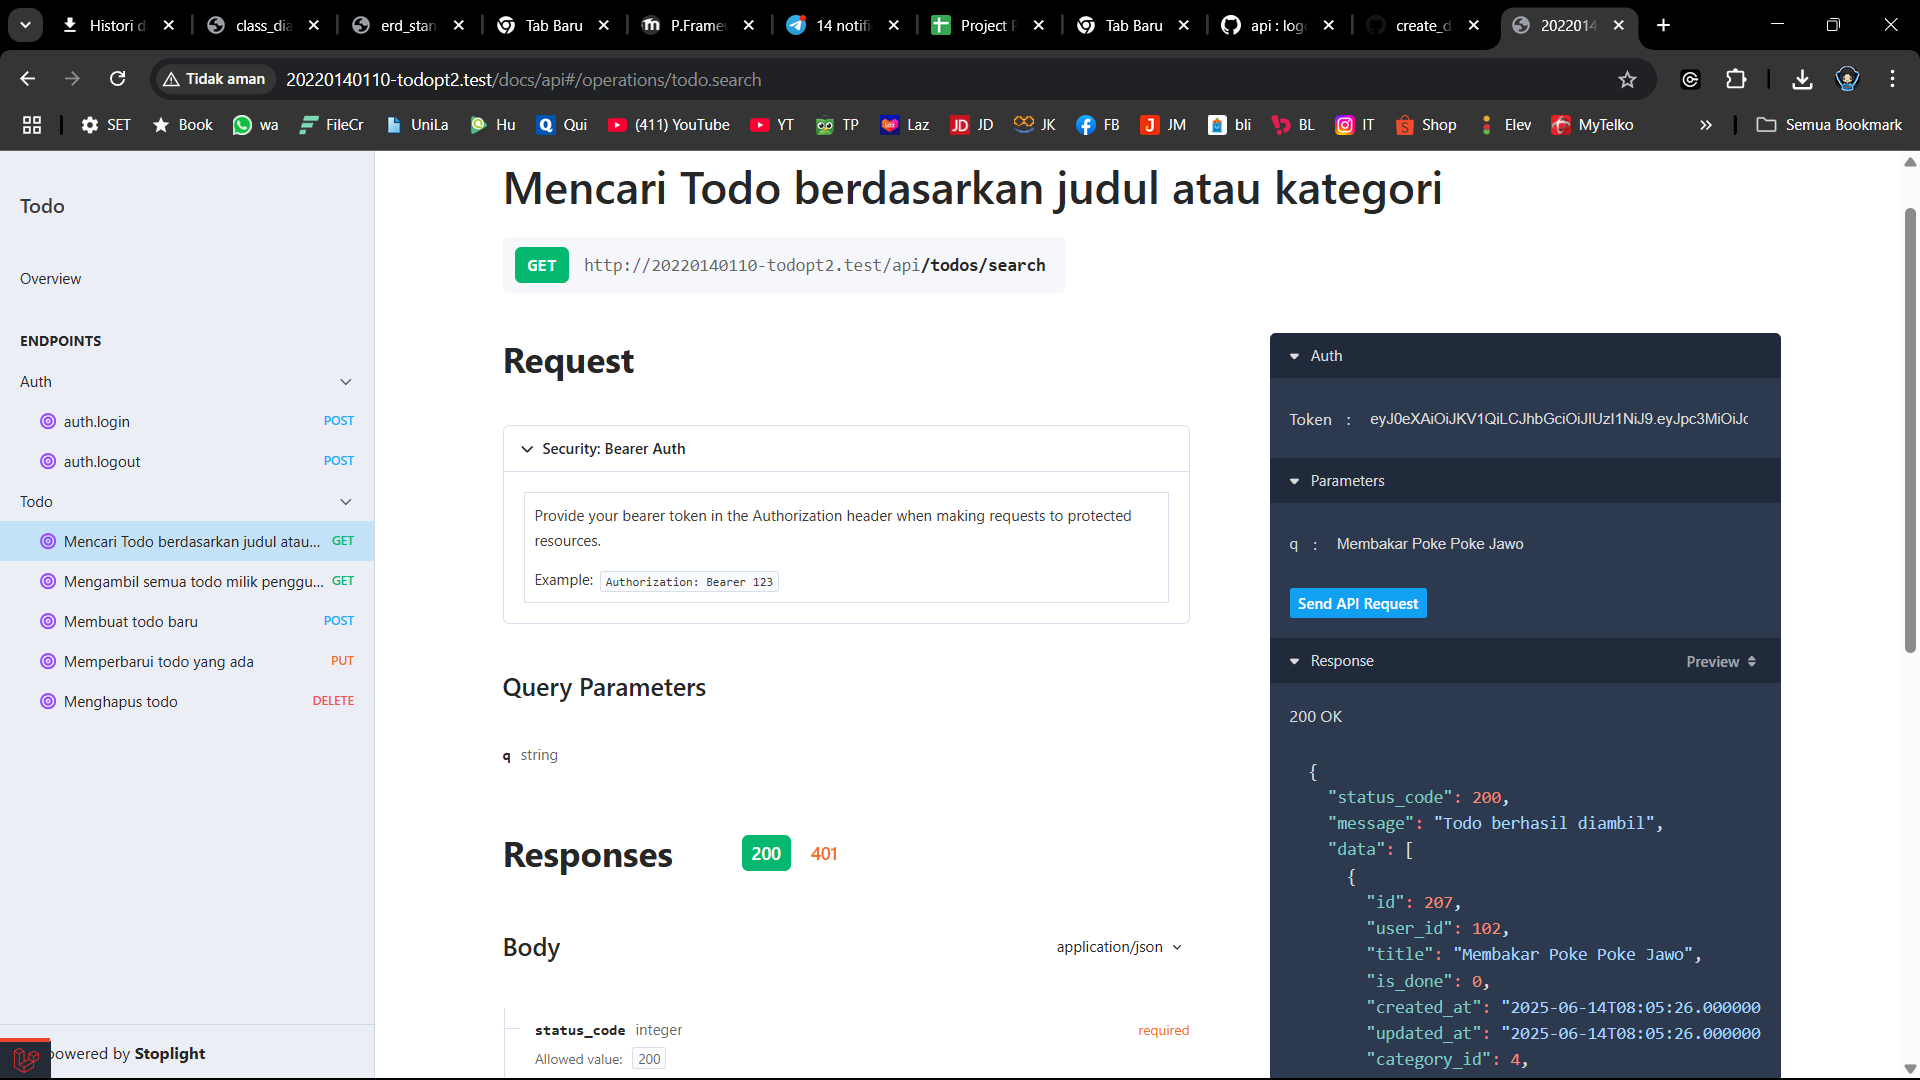 Histori d
class_dia
erd_stan
Tab Baru
P.Framew
14 notifi
Project P
Tab Baru
api : logo
create_d
2022014
Tidak aman
20220140110-todopt2.test/docs/api#/operations/todo.search
SET
Book
wa
FileCr
UniLa
Hu
Qui
(411) YouTube
YT
TP
Laz
JD
JK
FB
JM
bli
BL
IT
Shop
Elev
MyTelko
Semua Bookmark
Todo
Overview
ENDPOINTS
Auth
auth.login POST
auth.logout POST
Todo
Mencari Todo berdasarkan judul atau... GET
Mengambil semua todo milik penggu... GET
Membuat todo baru POST
Memperbarui todo yang ada PUT
Menghapus todo DELETE
powered by Stoplight
Mencari Todo berdasarkan judul atau kategori
GET http://20220140110-todopt2.test/api/todos/search
Request
Security: Bearer Auth
Provide your bearer token in the Authorization header when making requests to protected
resources.
Example: Authorization: Bearer 123
Query Parameters
q string
Responses 200 401
Body application/json
status_code integer required
Allowed value: 200
Auth
Token : eyJ0eXAiOiJKV1QiLCJhbGciOiJIUzI1NiJ9.eyJpc3MiOiJo
Parameters
q : Membakar Poke Poke Jawo
Send API Request
Response Preview
200 OK
{
"status_code": 200,
"message": "Todo berhasil diambil",
"data": [
{
"id": 207,
"user_id": 102,
"title": "Membakar Poke Poke Jawo",
"is_done": 0,
"created_at": "2025-06-14T08:05:26.000000
"updated_at": "2025-06-14T08:05:26.000000
"category_id": 4,